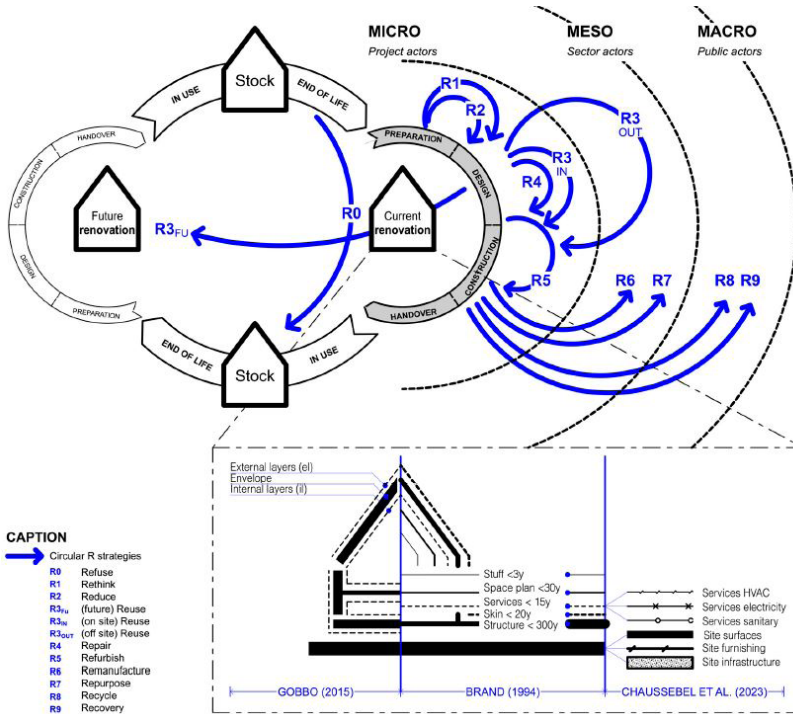 MICRO
Project actors
MESO
Sector actors
MACRO
Public actors
Stock
IN USE
END OF LIFE
HANDOVER
CONSTRUCTION
DESIGN
PREPARATION
Future
renovation
R3FU
R0
Current
renovation
PREPARATION
DESIGN
CONSTRUCTION
HANDOVER
R1
R2
R3
IN
R3
OUT
R4
R5
R6
R7
R8
R9
END OF LIFE
IN USE
Stock
External layers (el)
Envelope
Internal layers (il)
Stuff <3y
Space plan <30y
Services < 15y
Skin < 20y
Structure < 300y
Services HVAC
Services electricity
Services sanitary
Site surfaces
Site furnishing
Site infrastructure
GOBBO (2015)
BRAND (1994)
CHAUSSEBEL ET AL. (2023)
CAPTION
Circular R strategies
R0 Refuse
R1 Rethink
R2 Reduce
R3FU (future) Reuse
R3IN (on site) Reuse
R3OUT (off site) Reuse
R4 Repair
R5 Refurbish
R6 Remanufacture
R7 Repurpose
R8 Recycle
R9 Recovery